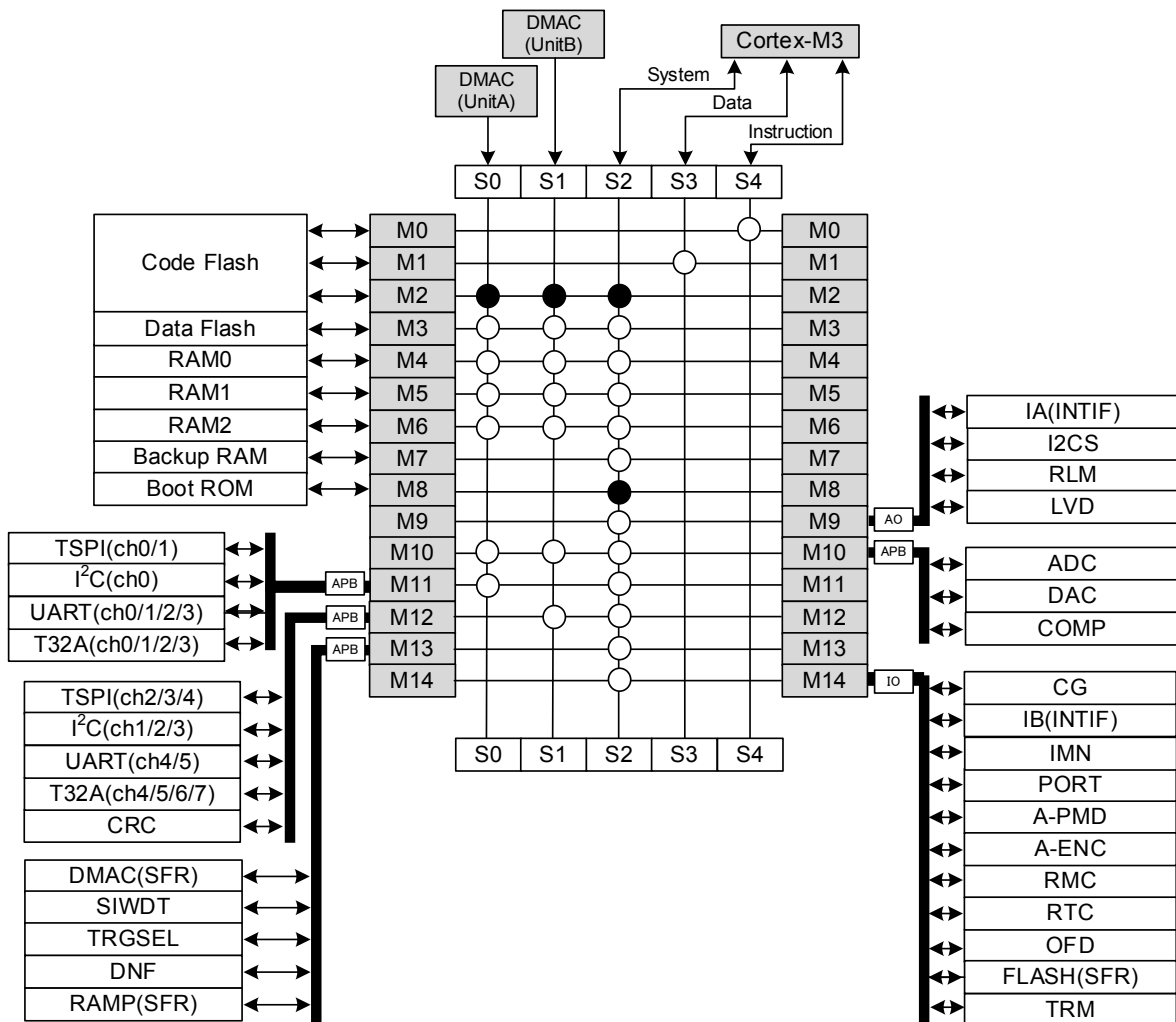 DMAC
(UnitB)
Cortex-M3
DMAC
(UnitA)
System
Data
Instruction
S0 S1 S2 S3 S4
Code Flash
Data Flash
RAM0
RAM1
RAM2
Backup RAM
Boot ROM
M0 M0
M1 M1
M2 M2
M3 M3
M4 M4
M5 M5
M6 M6
M7 M7
M8 M8
M9 M9 AO
M10 M10 APB
APB M11 M11
APB M12 M12
APB M13 M13
M14 M14 IO
S0 S1 S2 S3 S4
TSPI(ch0/1)
I²C(ch0)
UART(ch0/1/2/3)
T32A(ch0/1/2/3)
TSPI(ch2/3/4)
I²C(ch1/2/3)
UART(ch4/5)
T32A(ch4/5/6/7)
CRC
DMAC(SFR)
SIWDT
TRGSEL
DNF
RAMP(SFR)
IA(INTIF)
I2CS
RLM
LVD
ADC
DAC
COMP
CG
IB(INTIF)
IMN
PORT
A-PMD
A-ENC
RMC
RTC
OFD
FLASH(SFR)
TRM